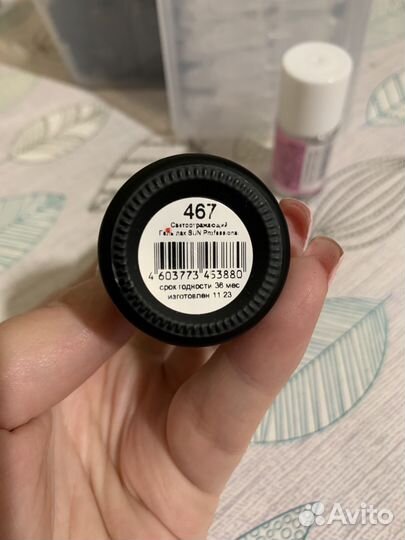 467
Светоотражающий
Гель лак SUN Professional
4 603773 453880
срок годности 36 мес
изготовлен 11 23
Avito